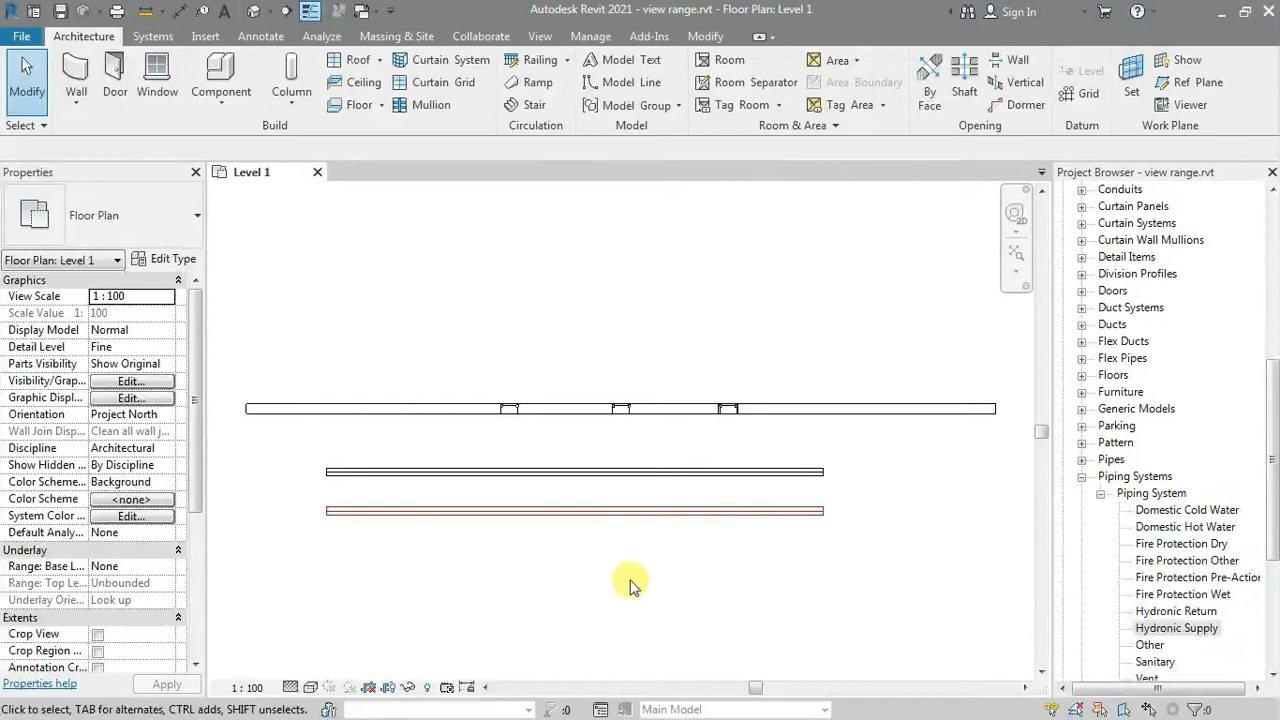 Autodesk Revit 2021 - view range.rvt - Floor Plan: Level 1
Sign In
File Architecture Systems Insert Annotate Analyze Massing & Site Collaborate View Manage Add-Ins Modify
Modify Wall Door Window Component Column
Roof Curtain System Railing Model Text Room Area Wall Level Show
Ceiling Curtain Grid Ramp Model Line Room Separator Area Boundary Vertical Grid Ref Plane
Floor Mullion Stair Model Group Tag Room Tag Area Dormer Viewer
By Face Shaft Set
Select Build Circulation Model Room & Area Opening Datum Work Plane
Properties
Level 1
Project Browser - view range.rvt
Floor Plan
Floor Plan: Level 1
Edit Type
Graphics
View Scale 1 : 100
Scale Value 1: 100
Display Model Normal
Detail Level Fine
Parts Visibility Show Original
Visibility/Grap... Edit...
Graphic Displ... Edit...
Orientation Project North
Wall Join Disp... Clean all wall j...
Discipline Architectural
Show Hidden ... By Discipline
Color Scheme... Background
Color Scheme <none>
System Color ... Edit...
Default Analy... None
Underlay
Range: Base L... None
Range: Top Le... Unbounded
Underlay Orie... Look up
Extents
Crop View
Crop Region ...
Annotation Cr...
Properties help
Apply
2D
Conduits
Curtain Panels
Curtain Systems
Curtain Wall Mullions
Detail Items
Division Profiles
Doors
Duct Systems
Ducts
Flex Ducts
Flex Pipes
Floors
Furniture
Generic Models
Parking
Pattern
Pipes
Piping Systems
Piping System
Domestic Cold Water
Domestic Hot Water
Fire Protection Dry
Fire Protection Other
Fire Protection Pre-Actio
Fire Protection Wet
Hydronic Return
Hydronic Supply
Other
Sanitary
Vent
1 : 100
Click to select, TAB for alternates, CTRL adds, SHIFT unselects.
:0
Main Model
:0